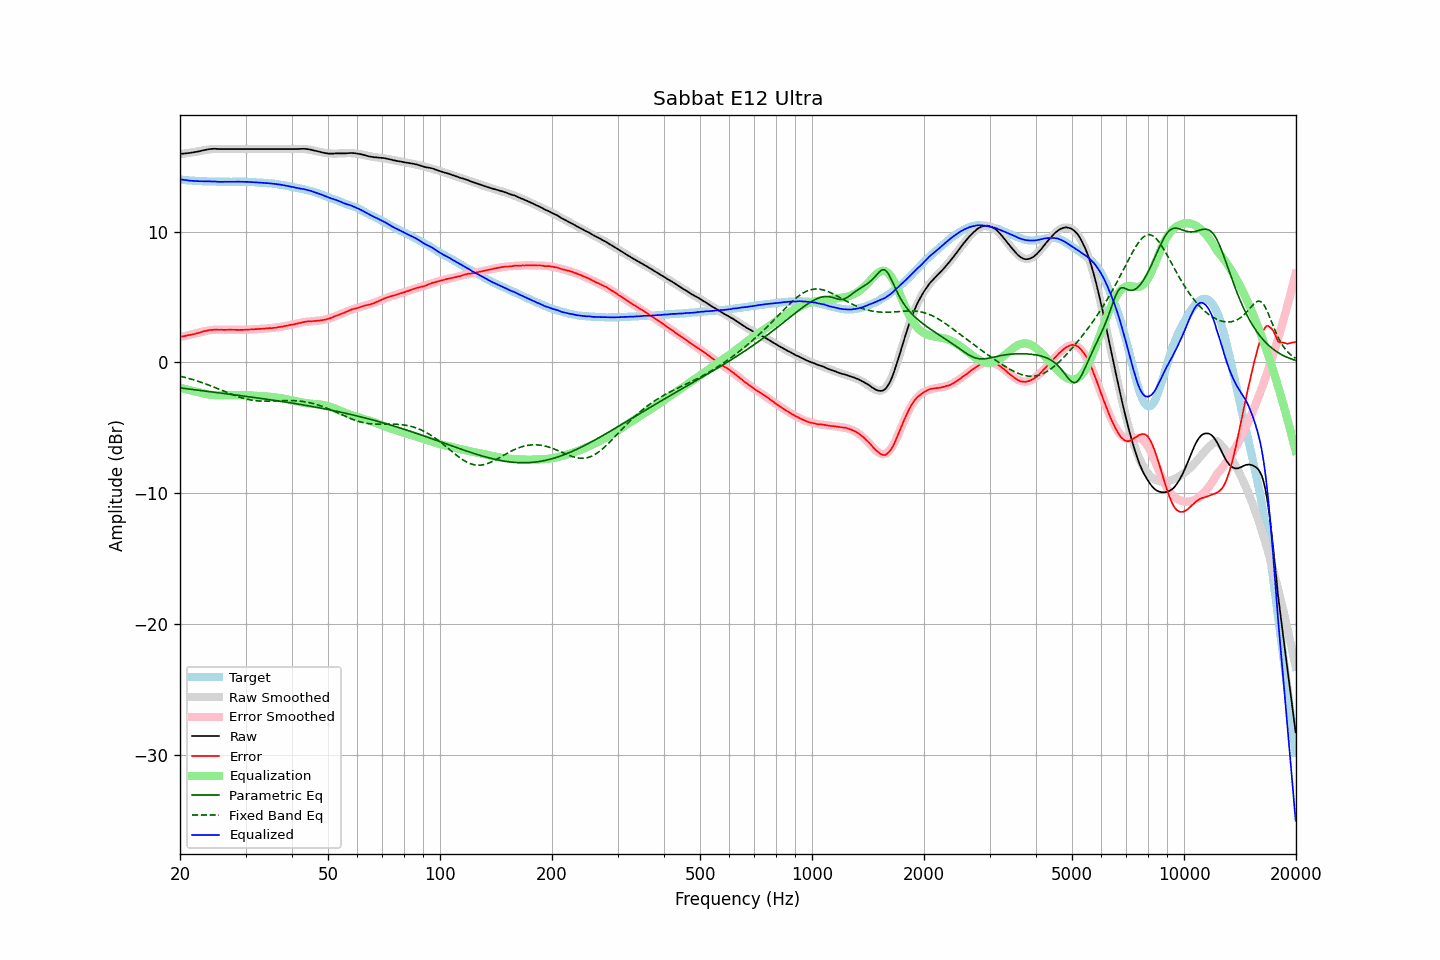 Sabbat E12 Ultra
Amplitude (dBr)
10
0
−10
−20
−30
Target
Raw Smoothed
Error Smoothed
Raw
Error
Equalization
Parametric Eq
Fixed Band Eq
Equalized
20 50 100 200 500 1000 2000 5000 10000 20000
Frequency (Hz)